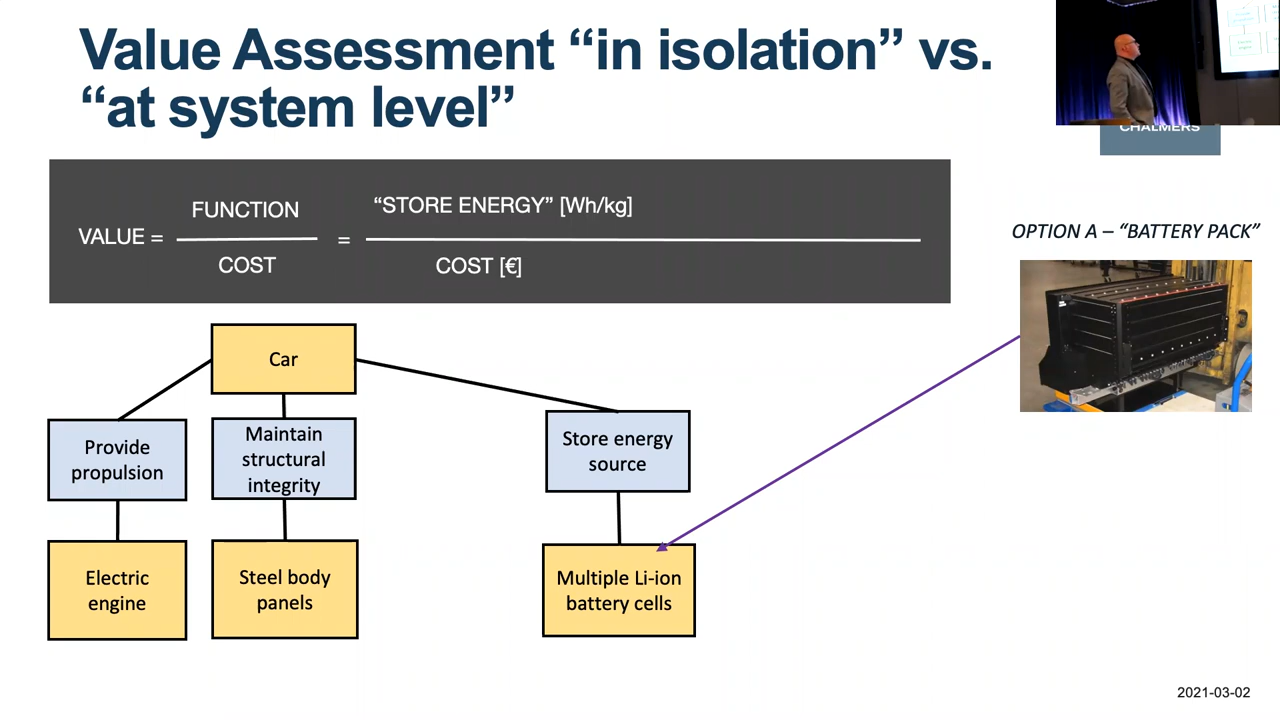 Value Assessment “in isolation” vs.
“at system level”
CHALMERS
VALUE =
FUNCTION
COST
=
“STORE ENERGY” [Wh/kg]
COST [€]
OPTION A – “BATTERY PACK”
Car
Provide
propulsion
Maintain
structural
integrity
Store energy
source
Electric
engine
Steel body
panels
Multiple Li-ion
battery cells
2021-03-02